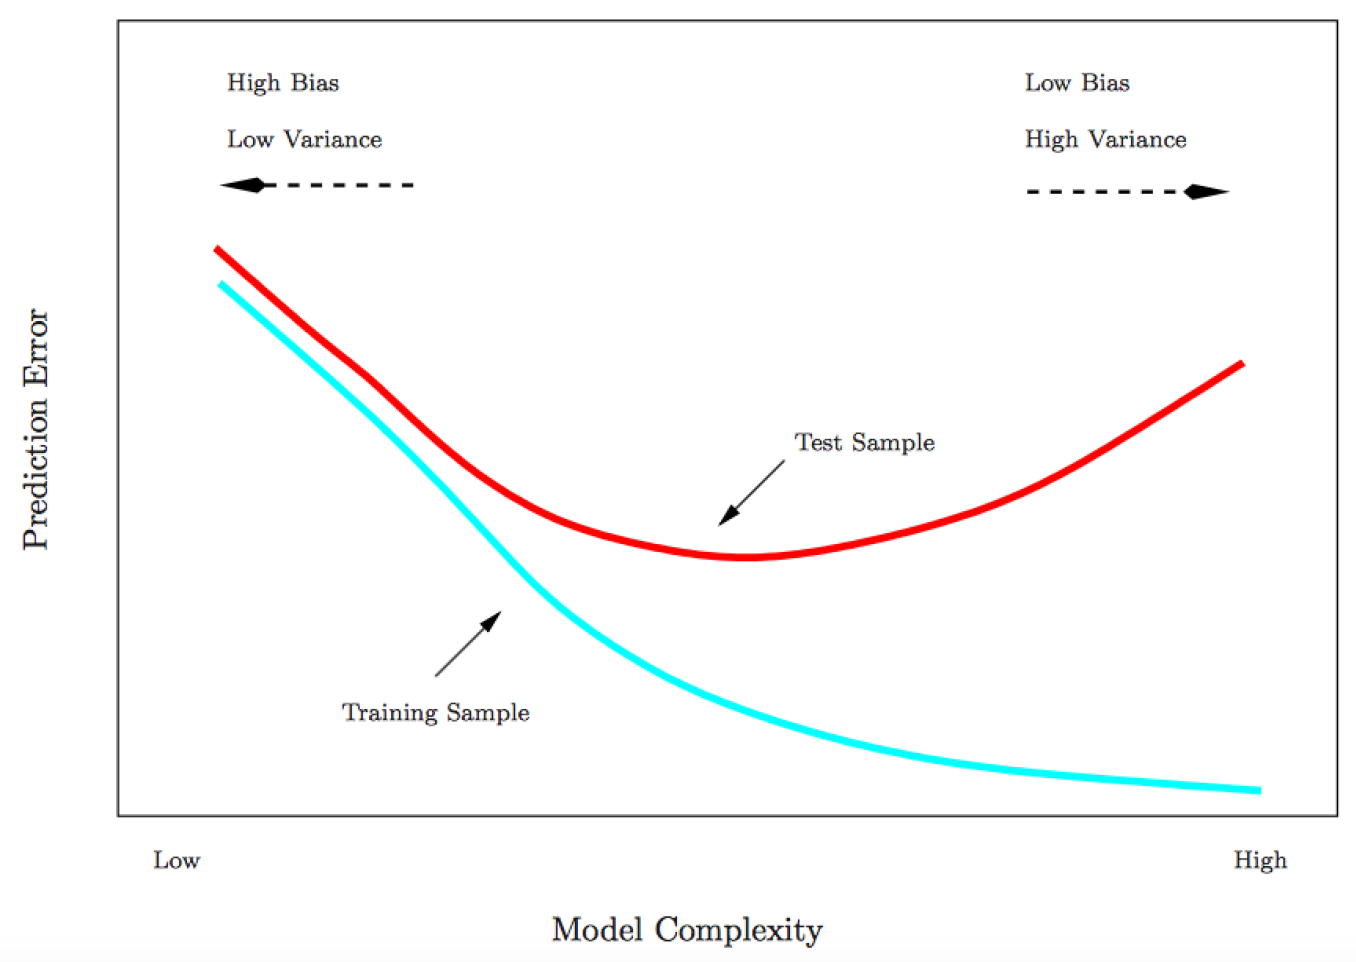 High Bias
Low Variance
Low Bias
High Variance
Prediction Error
Test Sample
Training Sample
Low
High
Model Complexity